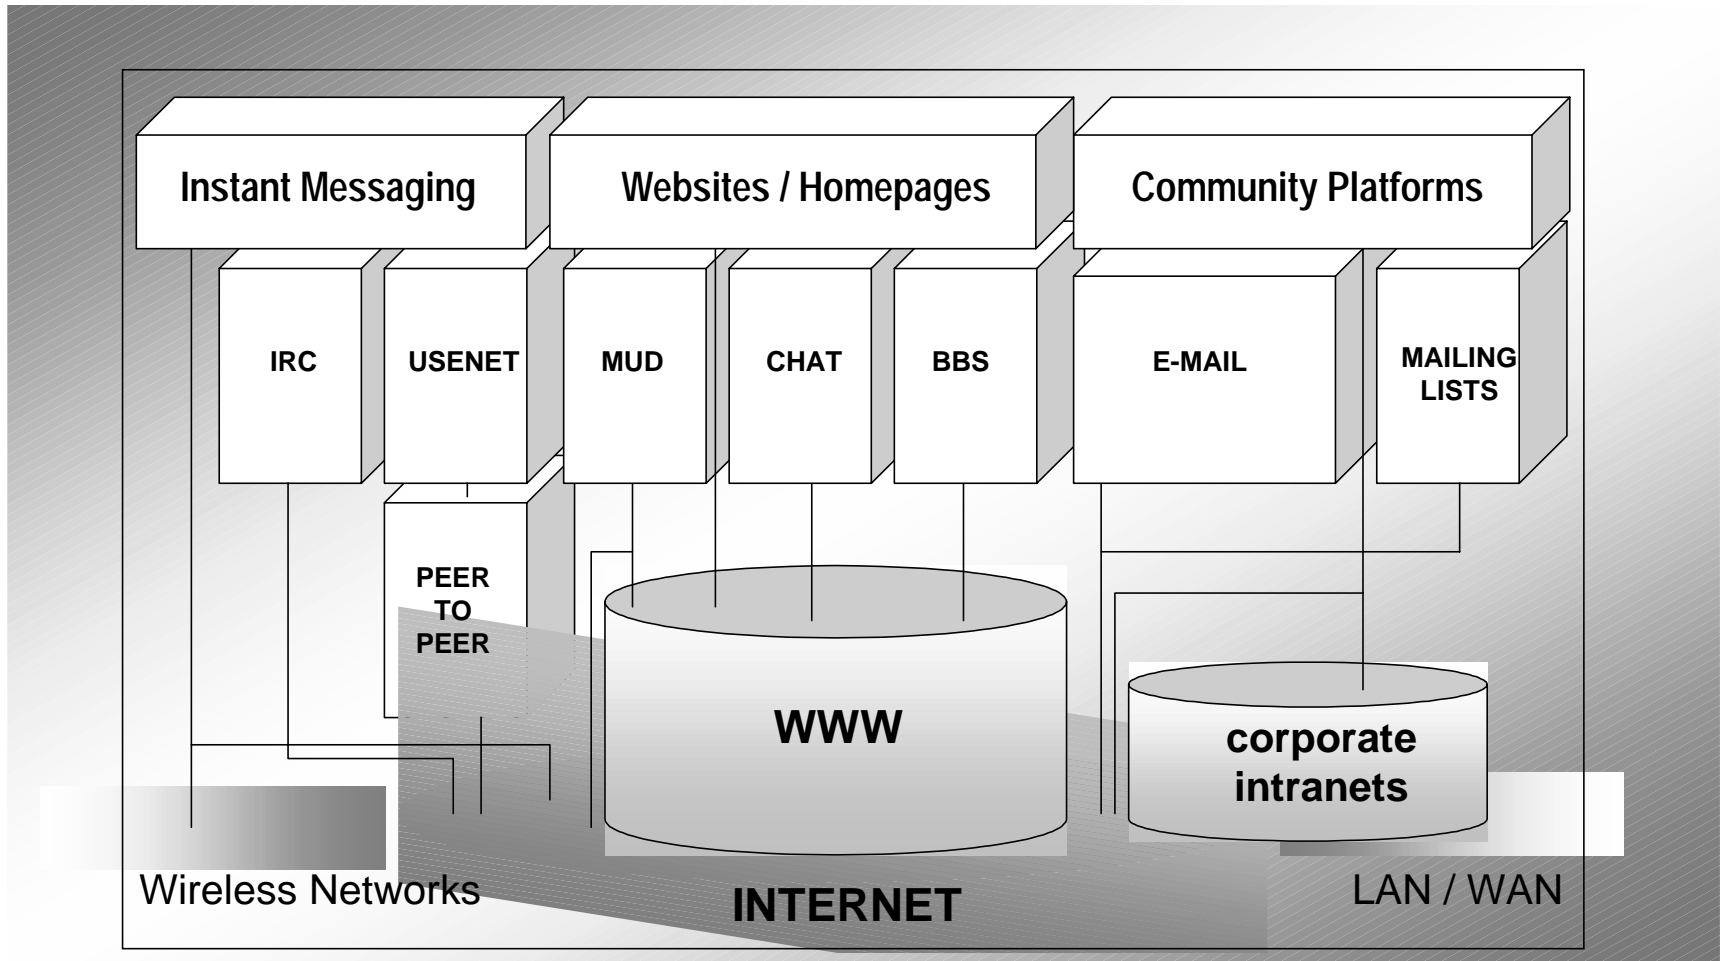 Instant Messaging
Websites / Homepages
Community Platforms
IRC
USENET
MUD
CHAT
BBS
E-MAIL
MAILING
LISTS
PEER
TO
PEER
WWW
corporate
intranets
Wireless Networks
INTERNET
LAN / WAN